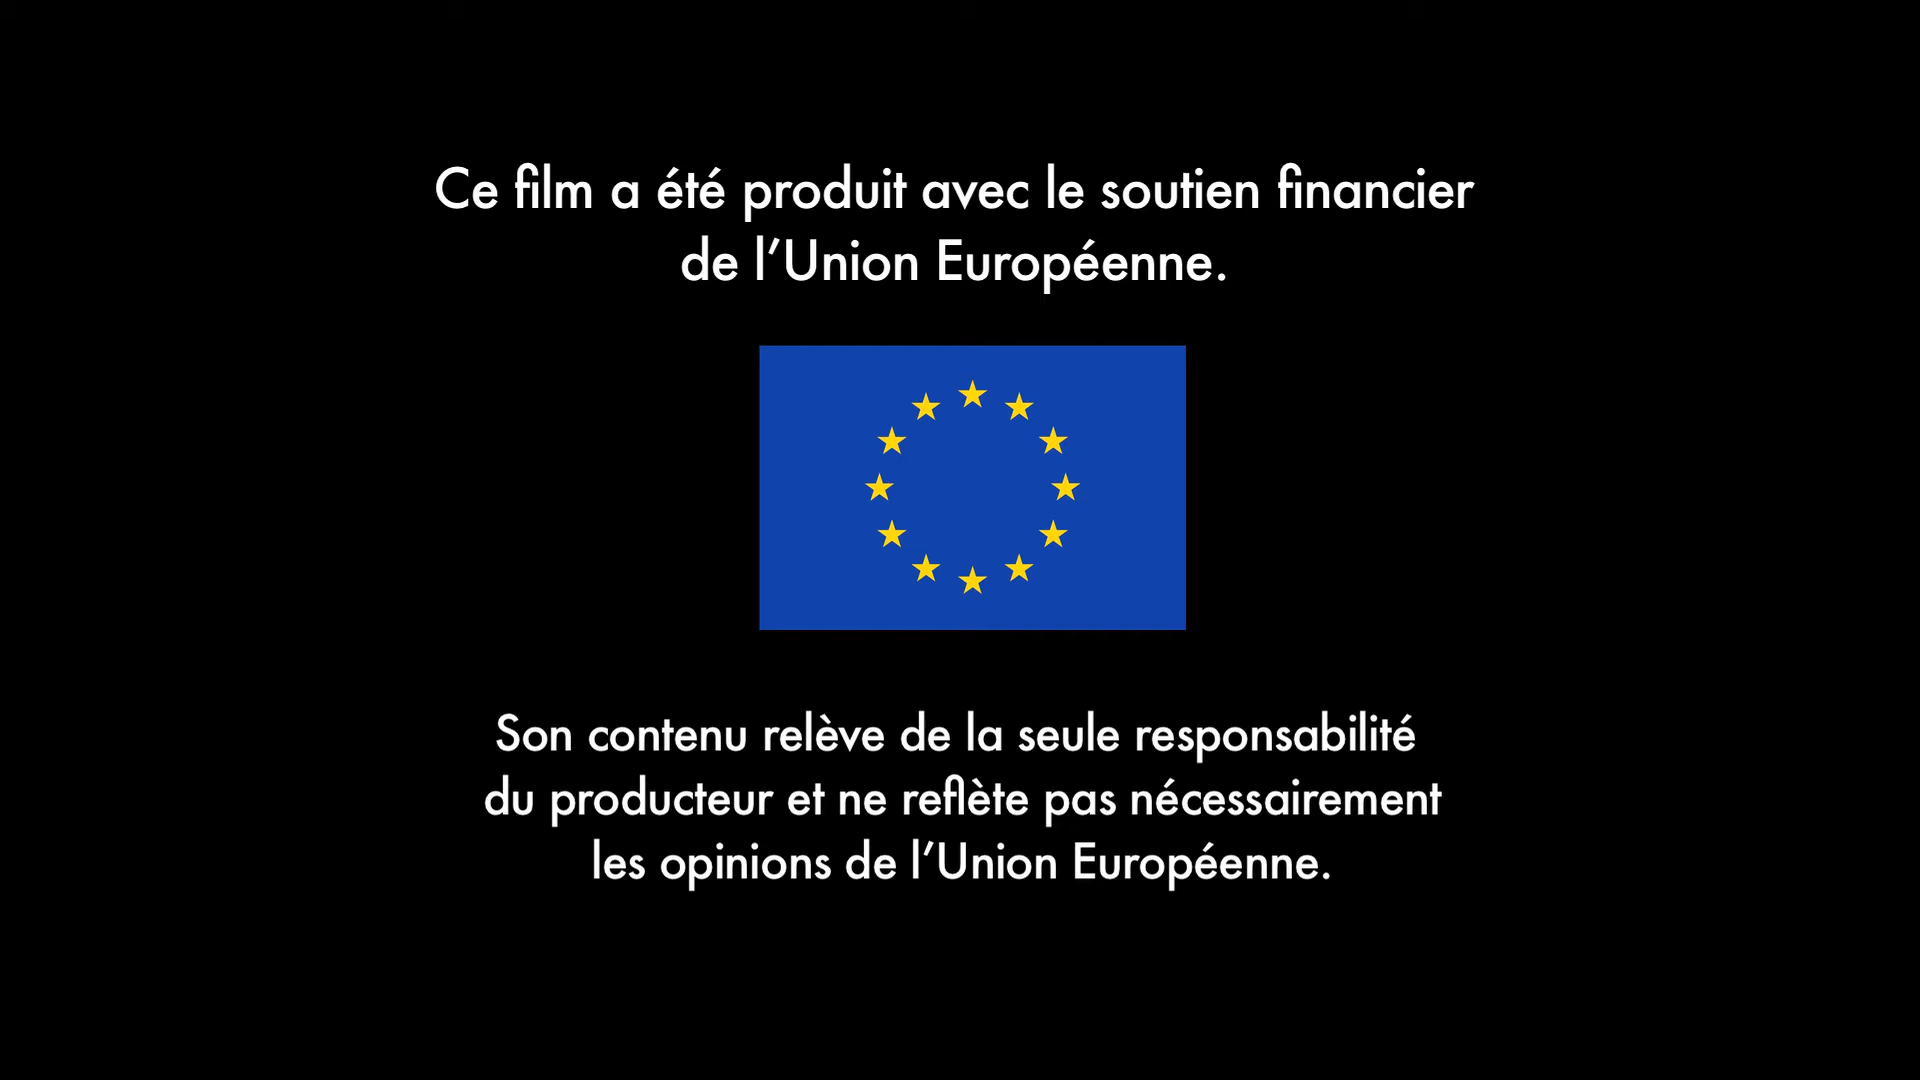 Ce film a été produit avec le soutien financier
de l’Union Européenne.
Son contenu relève de la seule responsabilité
du producteur et ne reflète pas nécessairement
les opinions de l’Union Européenne.